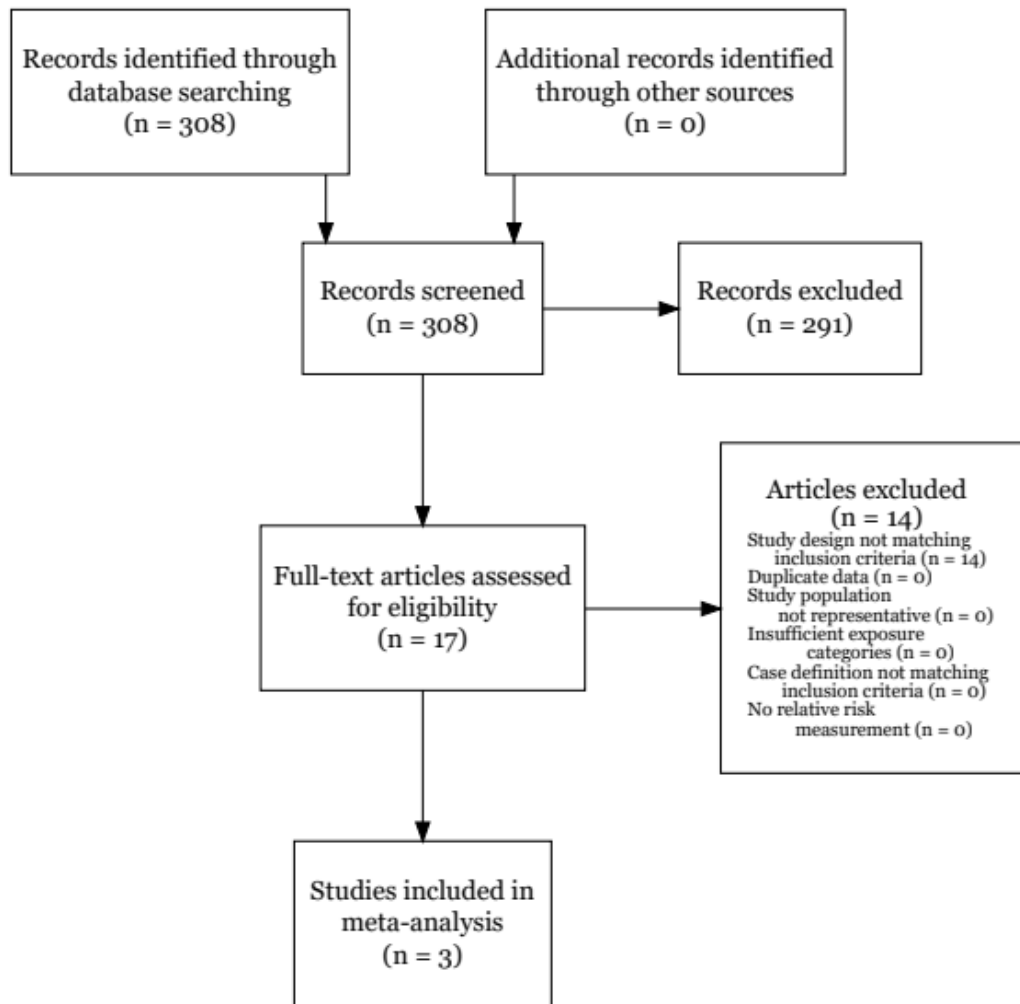 Records identified through
database searching
(n = 308)
Additional records identified
through other sources
(n = 0)
Records screened
(n = 308)
Records excluded
(n = 291)
Full-text articles assessed
for eligibility
(n = 17)
Articles excluded
(n = 14)
Study design not matching
inclusion criteria (n = 14)
Duplicate data (n = 0)
Study population
not representative (n = 0)
Insufficient exposure
categories (n = 0)
Case definition not matching
inclusion criteria (n = 0)
No relative risk
measurement (n = 0)
Studies included in
meta-analysis
(n = 3)